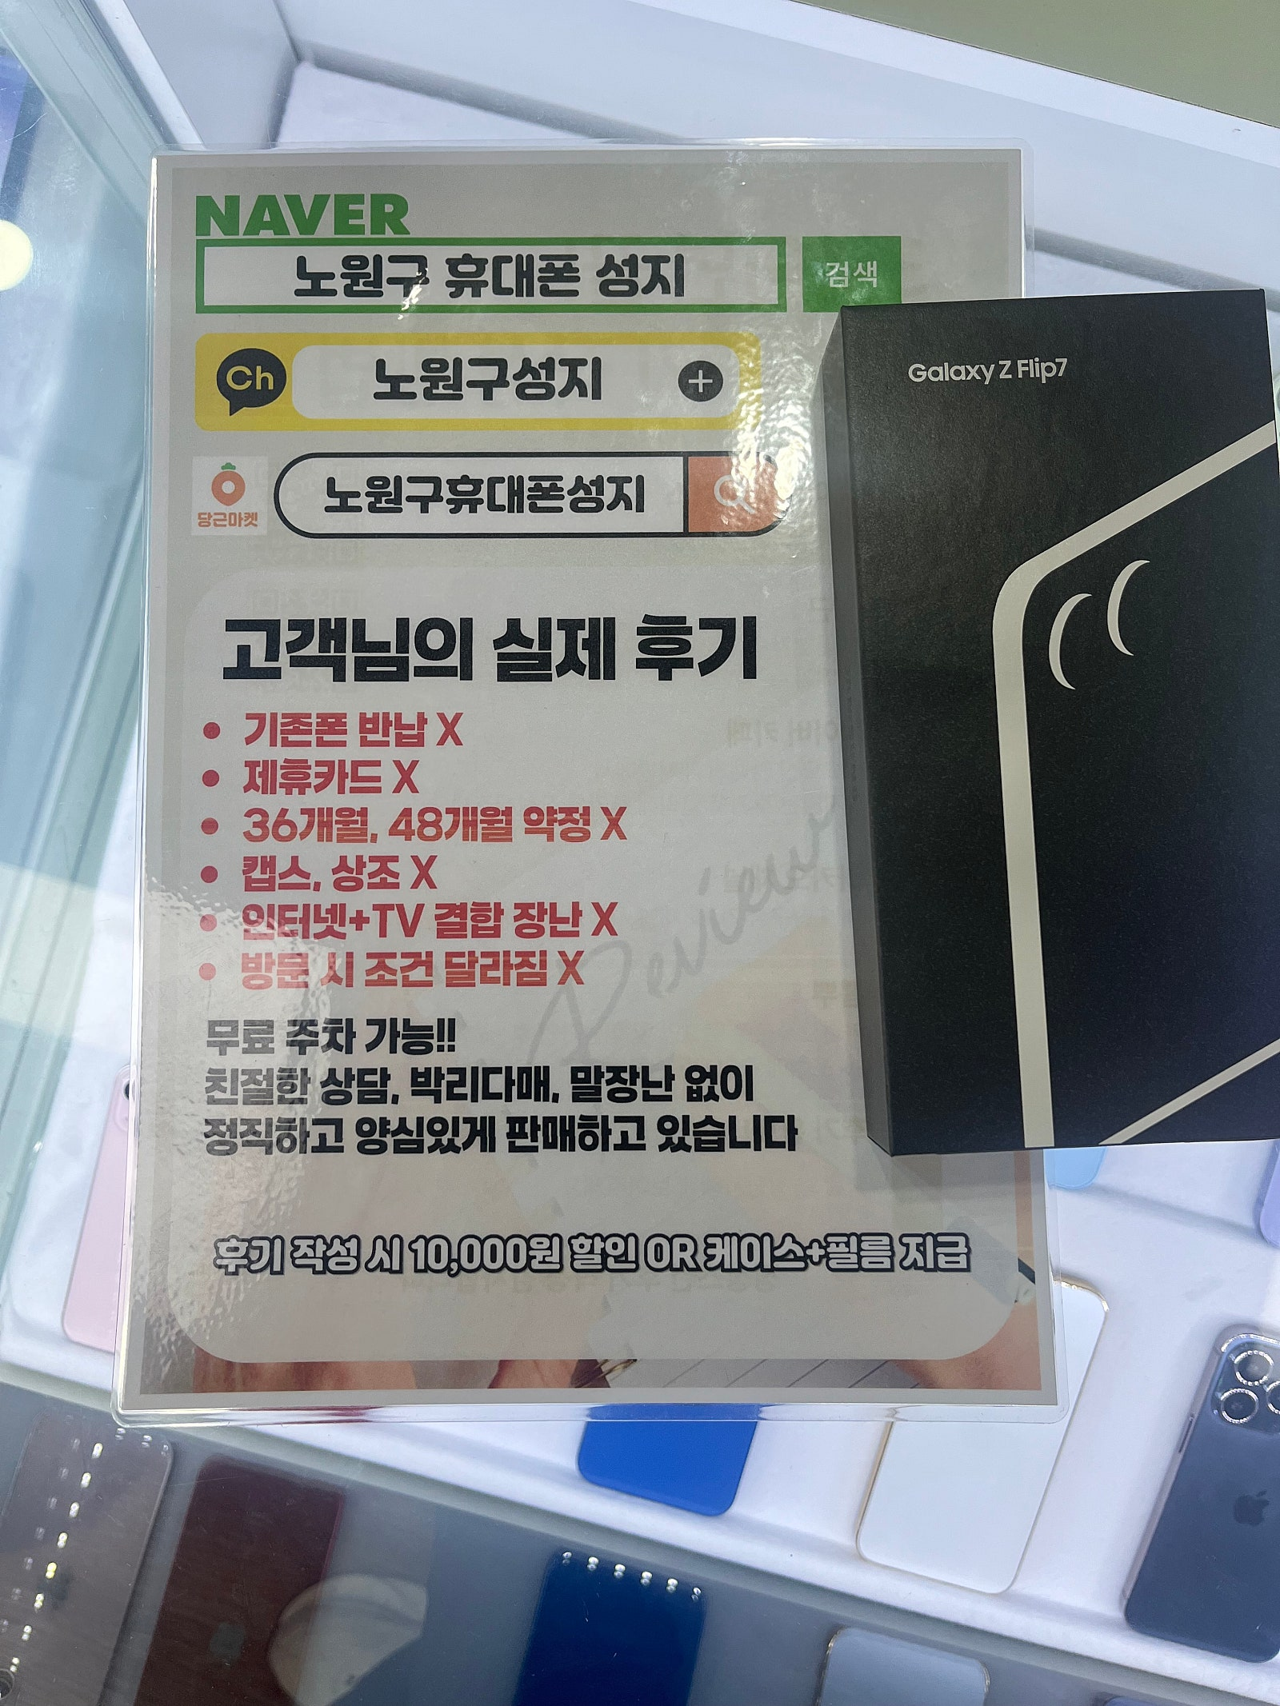 NAVER
노원구 휴대폰 성지
검색
Ch
노원구성지
당근마켓
노원구휴대폰성지
Galaxy Z Flip7
고객님의 실제 후기
• 기존폰 반납 X
• 제휴카드 X
• 36개월, 48개월 약정 X
• 캡스, 상조 X
• 인터넷+TV 결합 장난 X
• 방문 시 조건 달라짐 X
Review
무료 주차 가능!!
친절한 상담, 박리다매, 말장난 없이
정직하고 양심있게 판매하고 있습니다
후기 작성 시 10,000원 할인 OR 케이스+필름 지급